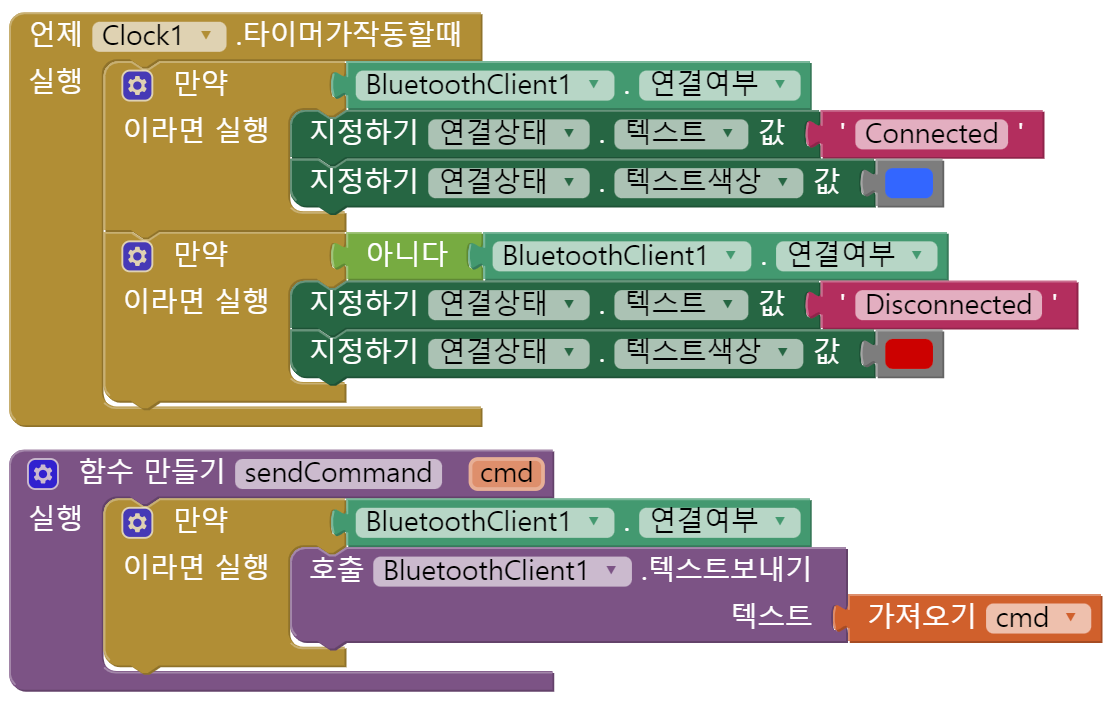 언제 Clock1 .타이머가작동할때
실행 만약 BluetoothClient1 . 연결여부
이라면 실행 지정하기 연결상태 . 텍스트 값 ' Connected '
지정하기 연결상태 . 텍스트색상 값
만약 아니다 BluetoothClient1 . 연결여부
이라면 실행 지정하기 연결상태 . 텍스트 값 ' Disconnected '
지정하기 연결상태 . 텍스트색상 값
함수 만들기 sendCommand cmd
실행 만약 BluetoothClient1 . 연결여부
이라면 실행 호출 BluetoothClient1 .텍스트보내기
텍스트 가져오기 cmd